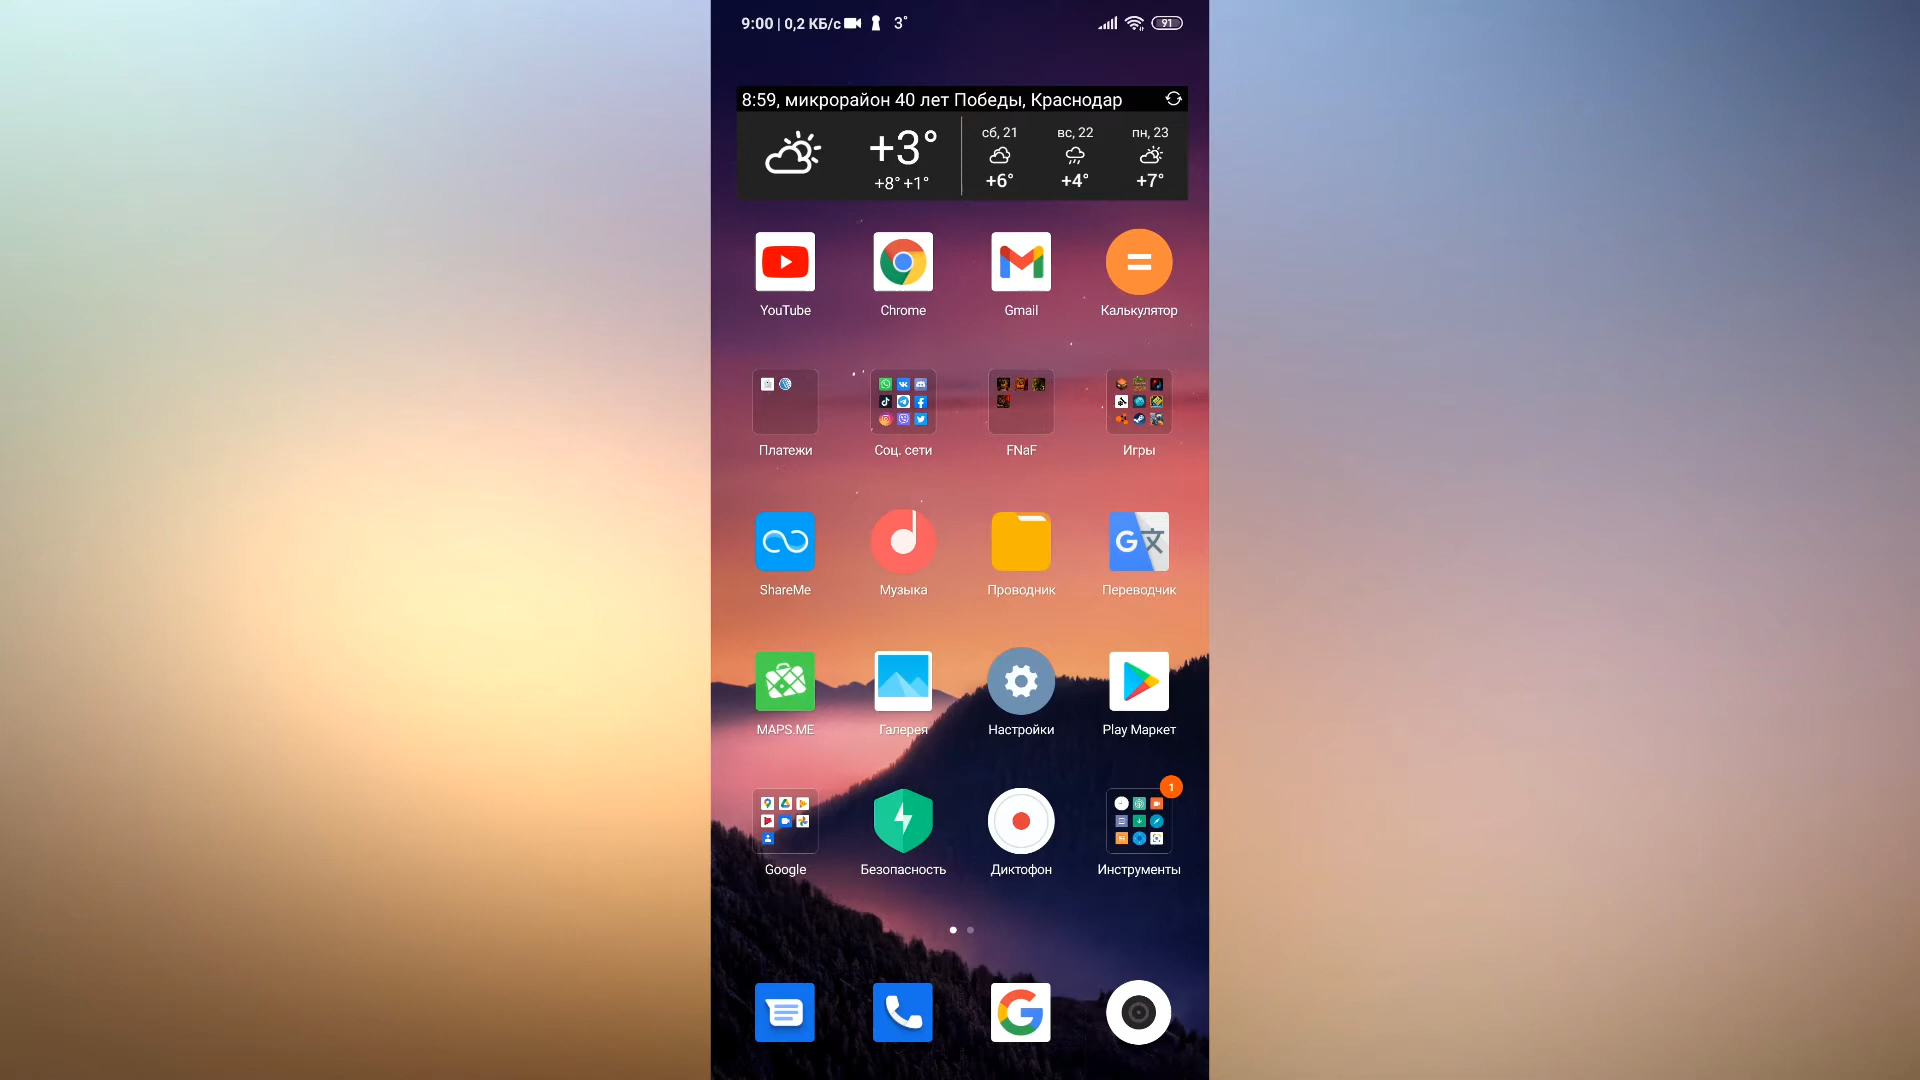 9:00 | 0,2 КБ/с 3°
91
8:59, микрорайон 40 лет Победы, Краснодар
+3°
+8° +1°
сб, 21 вс, 22 пн, 23
+6° +4° +7°
YouTube Chrome Gmail Калькулятор
Платежи Соц. сети FNaF Игры
ShareMe Музыка Проводник Переводчик
MAPS.ME Галерея Настройки Play Маркет
1
Google Безопасность Диктофон Инструменты